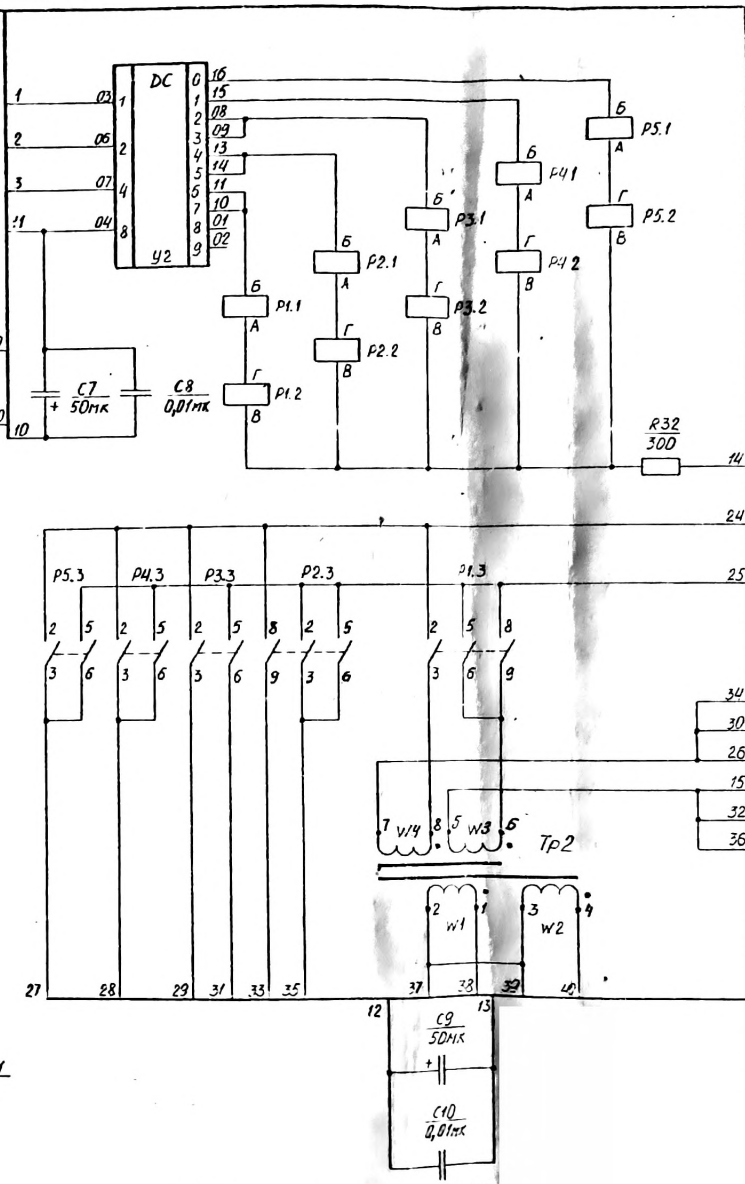 DC
У2
1 03 1
2 06 2
3 07 4
11 04 8
0 16
1 15
2 08
3 09
4 13
5 14
6 11
7 10
8 01
9 02
Б Р5.1
А
Г Р5.2
В
Б Р4.1
А
Г Р4.2
В
Б Р3.1
А
Г Р3.2
В
Б Р2.1
А
Г Р2.2
В
Б Р1.1
А
Г Р1.2
В
+ С7
50мк
С8
0,01мк
10
R32
300
14
24
25
Р5.3 Р4.3 Р3.3 Р2.3 Р1.3
2 5 2 5 2 5 8 2 5 2 5 8
3 6 3 6 3 6 9 3 6 3 6 9
34
30
26
15
32
36
7 W4 8 5 W3 6 Тр2
2 W1 1 3 W2 4
27 28 29 31 33 35 37 38 39 40
12 13
С9
50мк
+
С10
0,01мк